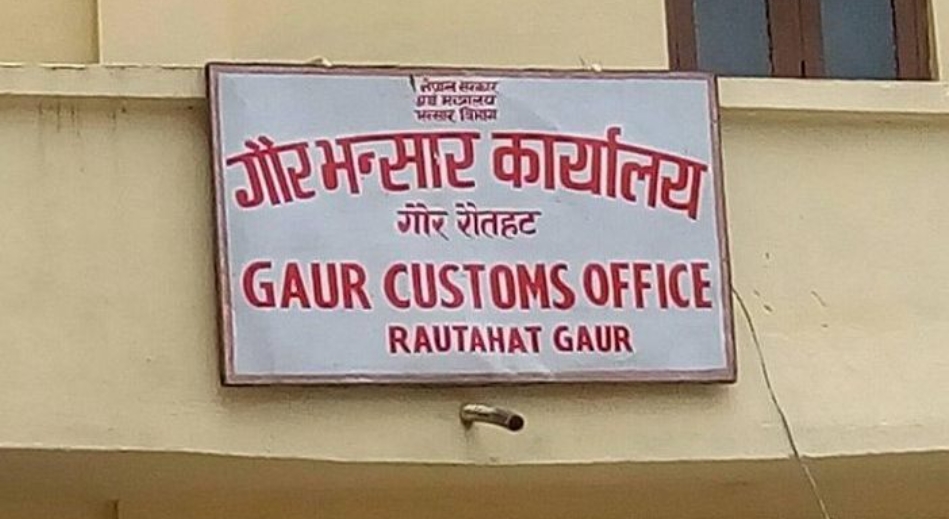 नेपाल सरकार
अर्थ मन्त्रालय
भन्सार विभाग
गौर भन्सार कार्यालय
गौर रौतहट
GAUR CUSTOMS OFFICE
RAUTAHAT GAUR